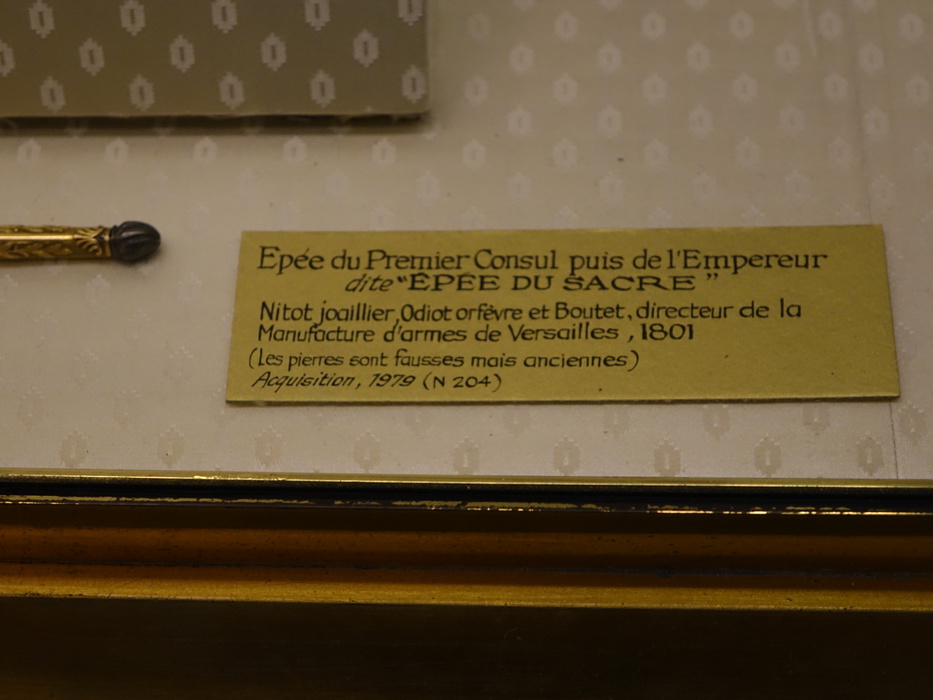 Epée du Premier Consul puis de l'Empereur
dite "ÉPÉE DU SACRE"
Nitot joaillier, Odiot orfèvre et Boutet, directeur de la
Manufacture d'armes de Versailles, 1801
(Les pierres sont fausses mais anciennes)
Acquisition, 1979 (N 204)